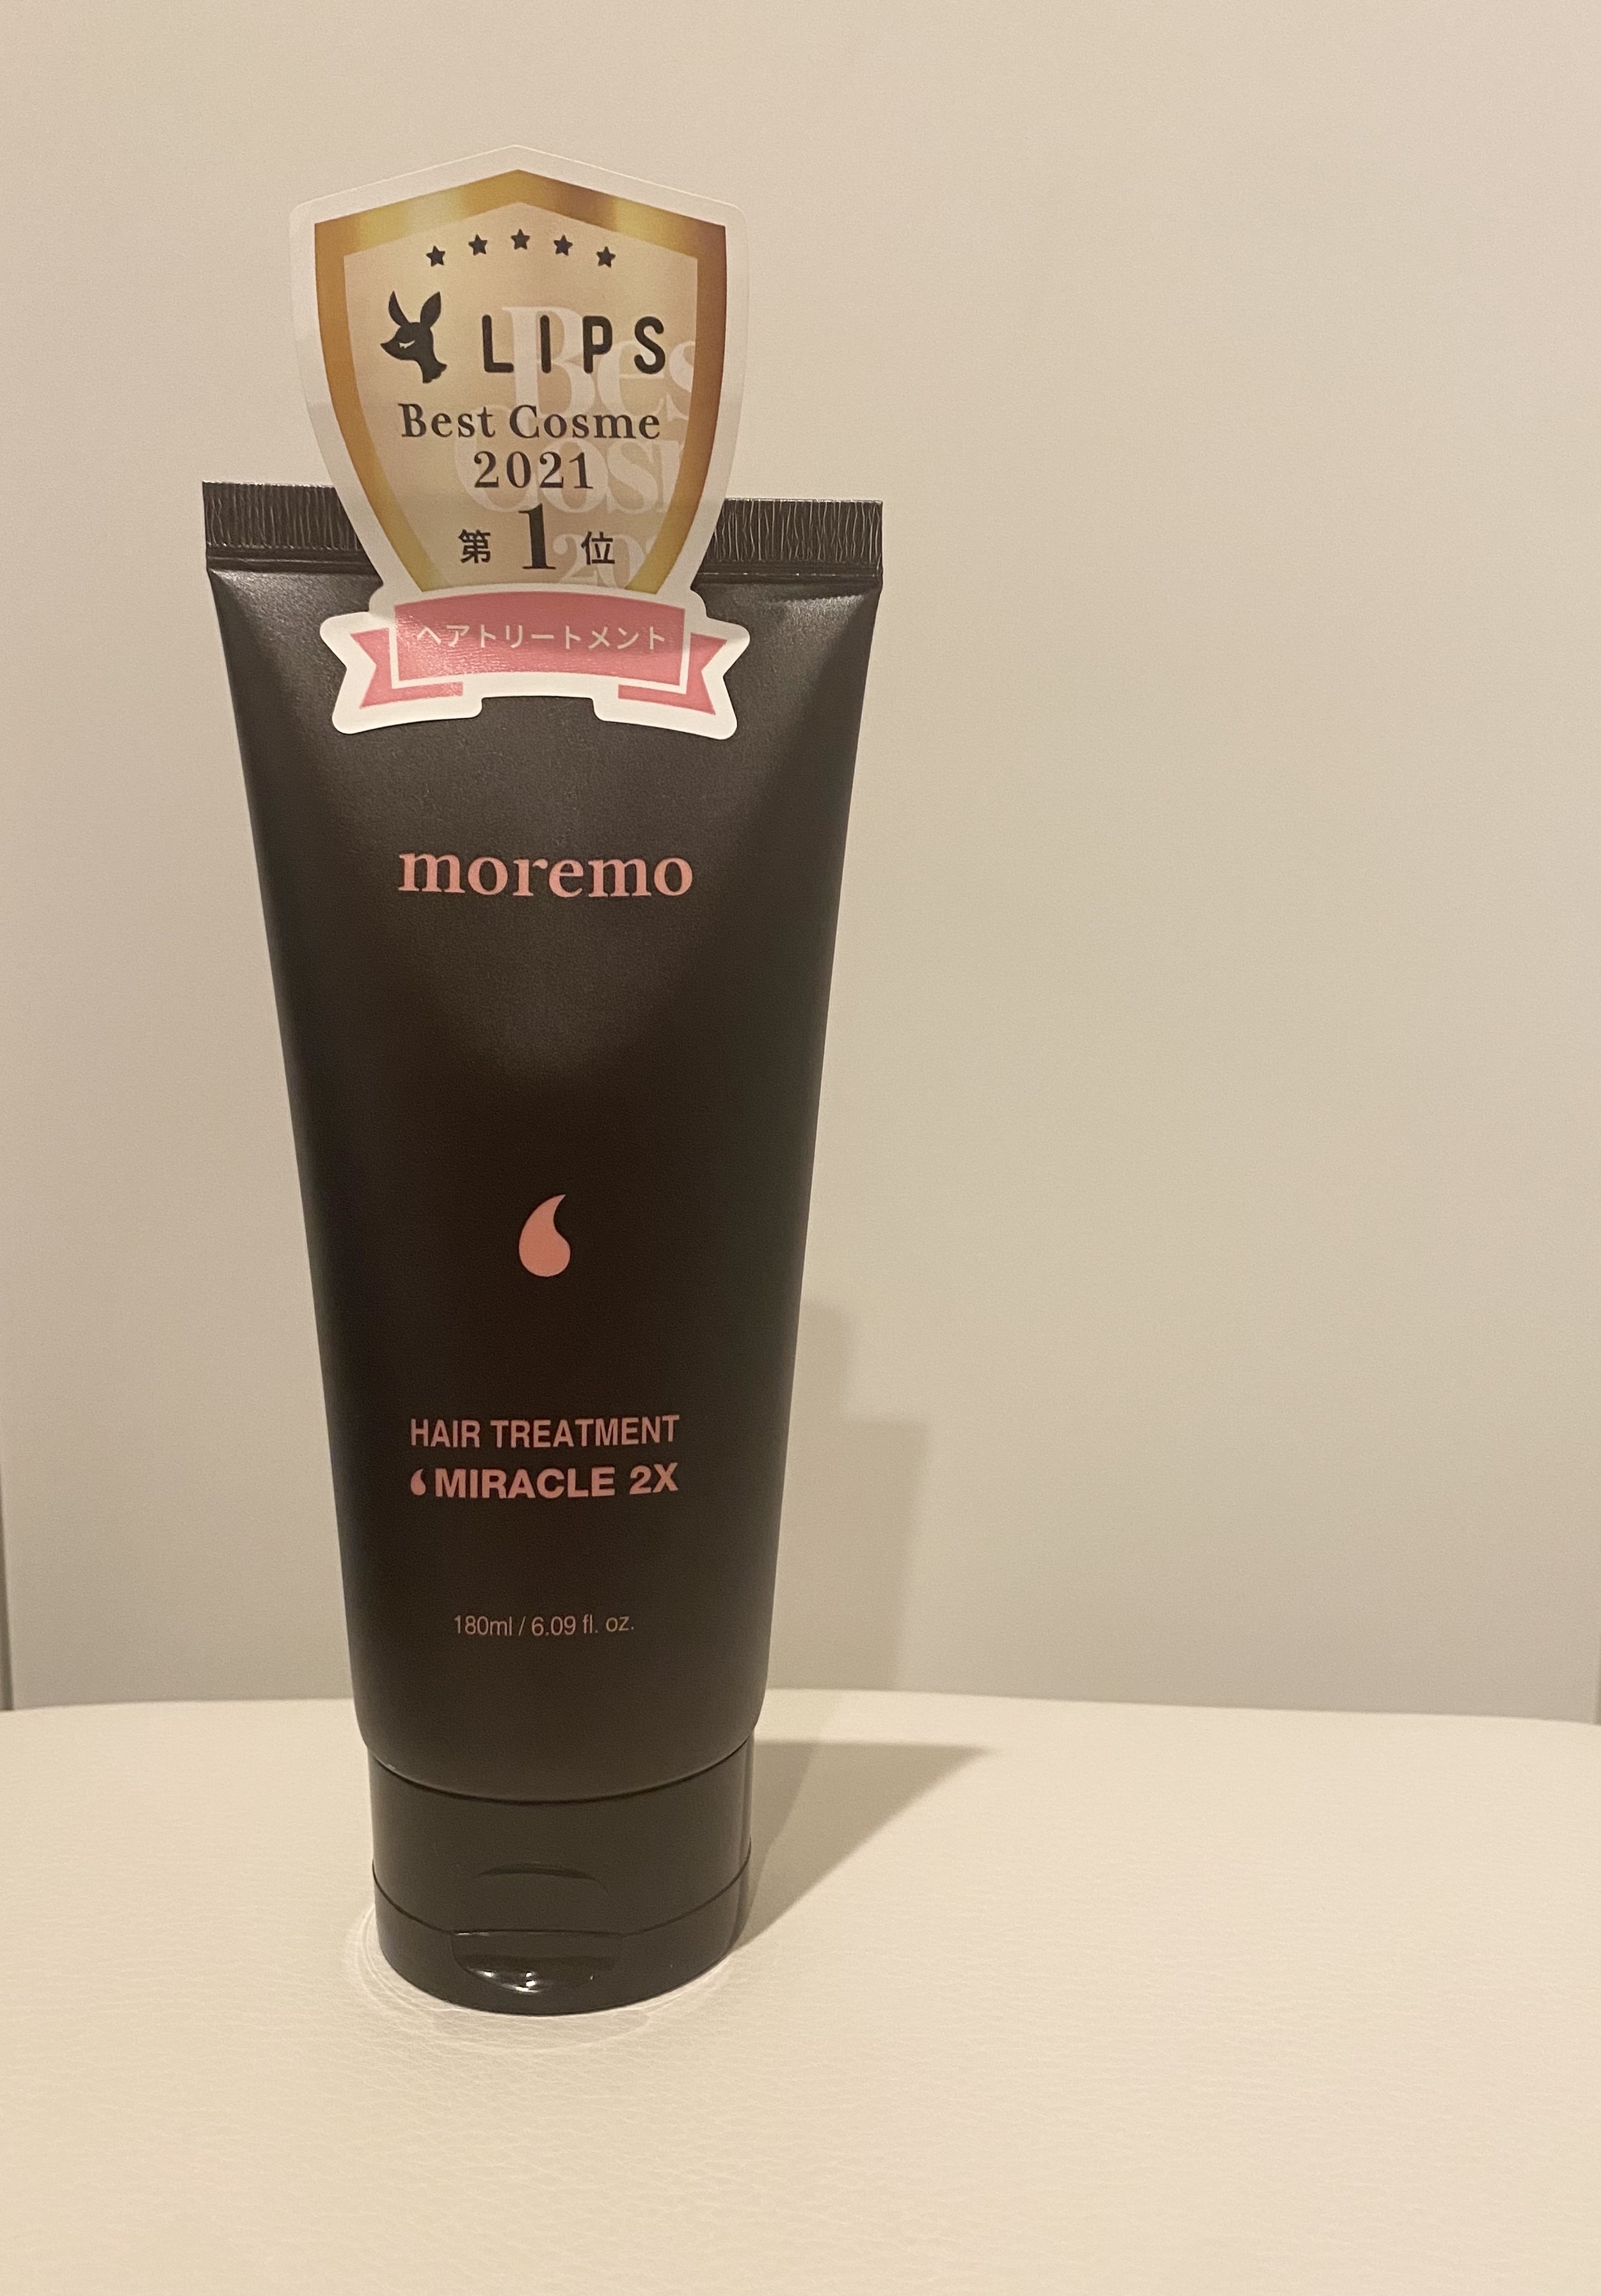 LIPS
Best Cosme
2021
第1位
ヘアトリートメント
moremo
HAIR TREATMENT
MIRACLE 2X
180ml / 6.09 fl. oz.